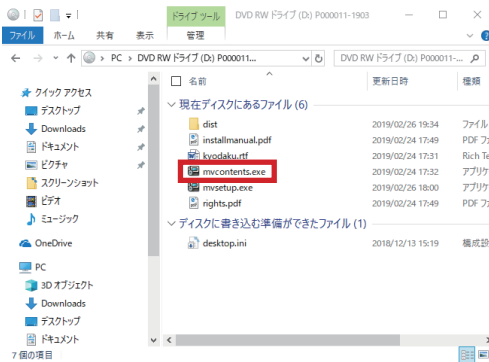 ドライブ ツール DVD RW ドライブ (D:) P000011-1903
ファイル ホーム 共有 表示 管理
PC DVD RW ドライブ (D:) P000011... DVD RW ドライブ (D:) P000011-...
名前 更新日時 種類
クイック アクセス
現在ディスクにあるファイル (6)
デスクトップ
dist 2019/02/26 19:34 ファイル
Downloads
installmanual.pdf 2019/02/24 17:49 PDF ファ
ドキュメント
kyodaku.rtf 2019/02/24 17:31 Rich Te
ピクチャ
mvcontents.exe 2019/02/24 17:32 アプリケ
スクリーンショット
mvsetup.exe 2019/02/26 18:00 アプリケ
ビデオ
rights.pdf 2019/02/24 17:49 PDF ファ
ミュージック
ディスクに書き込む準備ができたファイル (1)
OneDrive
desktop.ini 2018/12/13 15:19 構成設
PC
3D オブジェクト
Downloads
デスクトップ
ドキュメント
7 個の項目